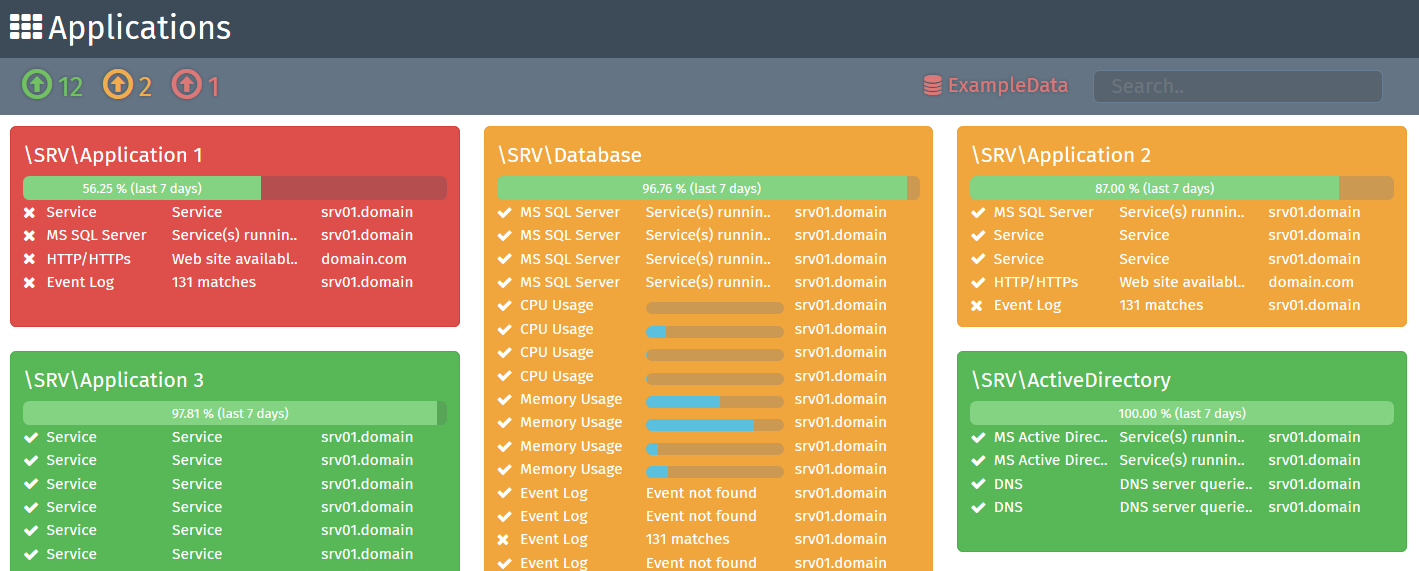 Applications
12 2 1 ExampleData Search..
\SRV\Application 1
56.25 % (last 7 days)
Service Service srv01.domain
MS SQL Server Service(s) runnin.. srv01.domain
HTTP/HTTPs Web site availabl.. domain.com
Event Log 131 matches srv01.domain
\SRV\Application 3
97.81 % (last 7 days)
Service Service srv01.domain
Service Service srv01.domain
Service Service srv01.domain
Service Service srv01.domain
Service Service srv01.domain
Service Service srv01.domain
\SRV\Database
96.76 % (last 7 days)
MS SQL Server Service(s) runnin.. srv01.domain
MS SQL Server Service(s) runnin.. srv01.domain
MS SQL Server Service(s) runnin.. srv01.domain
MS SQL Server Service(s) runnin.. srv01.domain
CPU Usage srv01.domain
CPU Usage srv01.domain
CPU Usage srv01.domain
CPU Usage srv01.domain
Memory Usage srv01.domain
Memory Usage srv01.domain
Memory Usage srv01.domain
Memory Usage srv01.domain
Event Log Event not found srv01.domain
Event Log Event not found srv01.domain
Event Log 131 matches srv01.domain
Event Log Event not found srv01.domain
\SRV\Application 2
87.00 % (last 7 days)
MS SQL Server Service(s) runnin.. srv01.domain
Service Service srv01.domain
Service Service srv01.domain
HTTP/HTTPs Web site availabl.. domain.com
Event Log 131 matches srv01.domain
\SRV\ActiveDirectory
100.00 % (last 7 days)
MS Active Direc.. Service(s) runnin.. srv01.domain
MS Active Direc.. Service(s) runnin.. srv01.domain
DNS DNS server querie.. srv01.domain
DNS DNS server querie.. srv01.domain